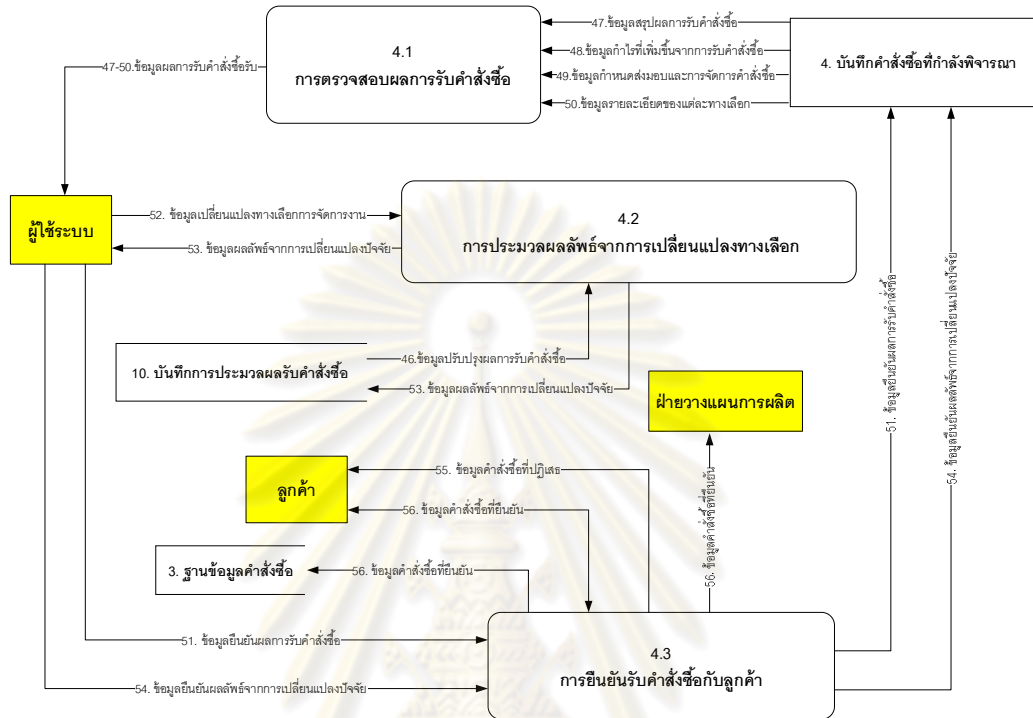 47.ข้อมูลสรุปผลการรับคำสั่งซื้อ
4.1
การตรวจสอบผลการรับคำสั่งซื้อ
48.ข้อมูลกำไรที่เพิ่มขึ้นจากการรับคำสั่งซื้อ
4. บันทึกคำสั่งซื้อที่กำลังพิจารณา
47-50.ข้อมูลผลการรับคำสั่งซื้อรับ
49.ข้อมูลกำหนดส่งมอบและการจัดการคำสั่งซื้อ
50.ข้อมูลรายละเอียดของแต่ละทางเลือก
ผู้ใช้ระบบ
52. ข้อมูลเปลี่ยนแปลงทางเลือกการจัดการงาน
53. ข้อมูลผลลัพธ์จากการเปลี่ยนแปลงปัจจัย
4.2
การประมวลผลลัพธ์จากการเปลี่ยนแปลงทางเลือก
51. ข้อมูลยืนยันผลการรับคำสั่งซื้อ
54. ข้อมูลยืนยันผลลัพธ์จากการเปลี่ยนแปลงปัจจัย
10. บันทึกการประมวลผลรับคำสั่งซื้อ
46.ข้อมูลปรับปรุงผลการรับคำสั่งซื้อ
53. ข้อมูลผลลัพธ์จากการเปลี่ยนแปลงปัจจัย
ฝ่ายวางแผนการผลิต
ลูกค้า
55. ข้อมูลคำสั่งซื้อที่ปฏิเสธ
56. ข้อมูลคำสั่งซื้อที่ยืนยัน
56. ข้อมูลคำสั่งซื้อที่ยืนยัน
3. ฐานข้อมูลคำสั่งซื้อ
56. ข้อมูลคำสั่งซื้อที่ยืนยัน
51. ข้อมูลยืนยันผลการรับคำสั่งซื้อ
4.3
การยืนยันรับคำสั่งซื้อกับลูกค้า
54. ข้อมูลยืนยันผลลัพธ์จากการเปลี่ยนแปลงปัจจัย